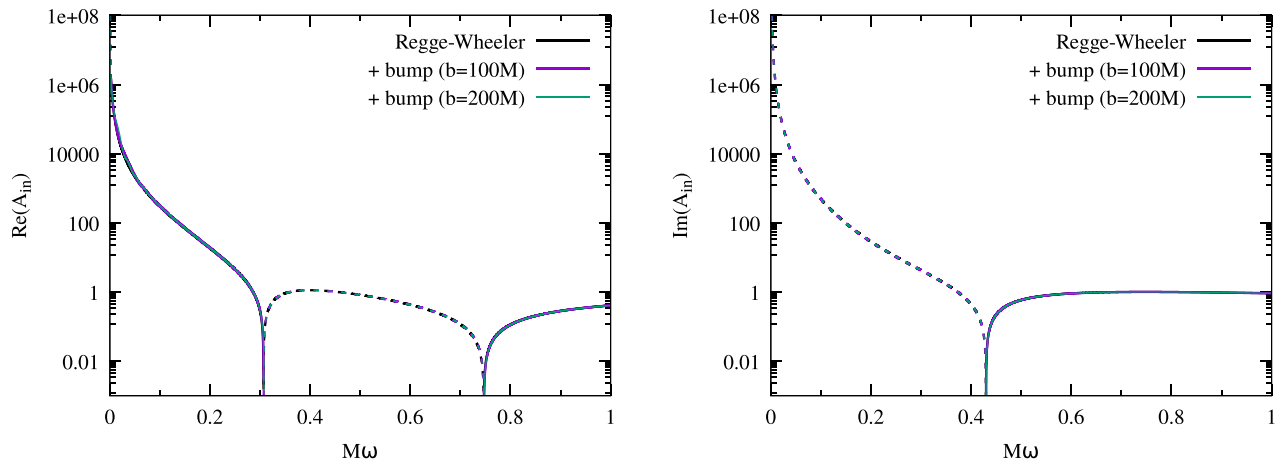 1e+08
1e+06
10000
100
1
0.01
Re(A_in)
Regge-Wheeler
+ bump (b=100M)
+ bump (b=200M)
0 0.2 0.4 0.6 0.8 1
Mω
1e+08
1e+06
10000
100
1
0.01
Im(A_in)
Regge-Wheeler
+ bump (b=100M)
+ bump (b=200M)
0 0.2 0.4 0.6 0.8 1
Mω